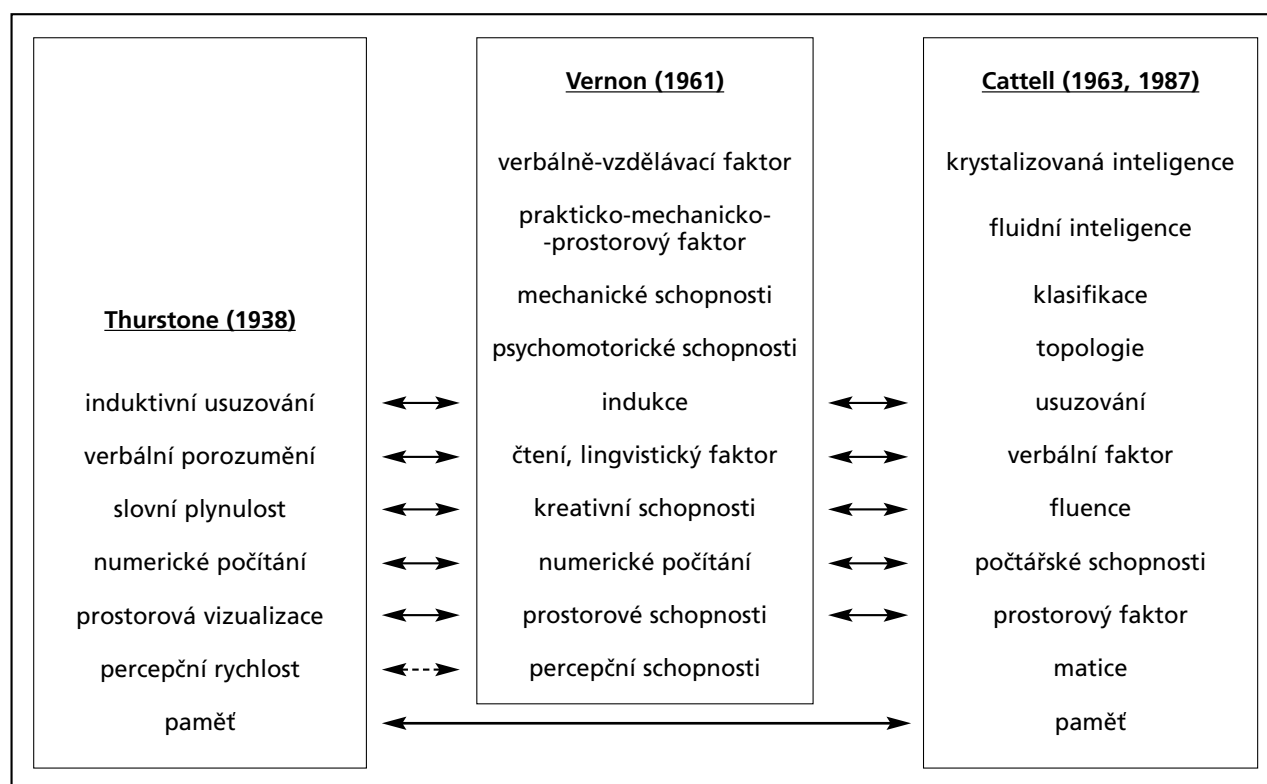 Thurstone (1938)
induktivní usuzování
verbální porozumění
slovní plynulost
numerické počítání
prostorová vizualizace
percepční rychlost
paměť
Vernon (1961)
verbálně-vzdělávací faktor
prakticko-mechanicko-
-prostorový faktor
mechanické schopnosti
psychomotorické schopnosti
indukce
čtení, lingvistický faktor
kreativní schopnosti
numerické počítání
prostorové schopnosti
percepční schopnosti
Cattell (1963, 1987)
krystalizovaná inteligence
fluidní inteligence
klasifikace
topologie
usuzování
verbální faktor
fluence
počtářské schopnosti
prostorový faktor
matice
paměť